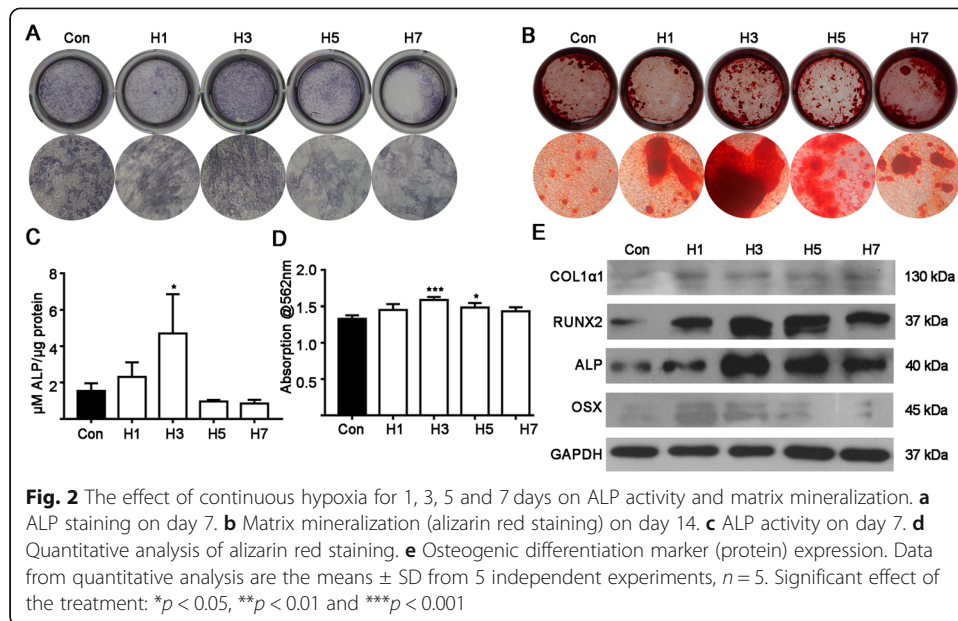 A
Con H1 H3 H5 H7
B
Con H1 H3 H5 H7
C
µM ALP/µg protein
8
6
4
2
0
*
Con H1 H3 H5 H7
D
Absorption @562nm
2.0
1.5
1.0
0.5
***
*
Con H1 H3 H5 H7
E
Con H1 H3 H5 H7
COL1α1 130 kDa
RUNX2 37 kDa
ALP 40 kDa
OSX 45 kDa
GAPDH 37 kDa
Fig. 2 The effect of continuous hypoxia for 1, 3, 5 and 7 days on ALP activity and matrix mineralization. a
ALP staining on day 7. b Matrix mineralization (alizarin red staining) on day 14. c ALP activity on day 7. d
Quantitative analysis of alizarin red staining. e Osteogenic differentiation marker (protein) expression. Data
from quantitative analysis are the means ± SD from 5 independent experiments, n = 5. Significant effect of
the treatment: *p < 0.05, **p < 0.01 and ***p < 0.001